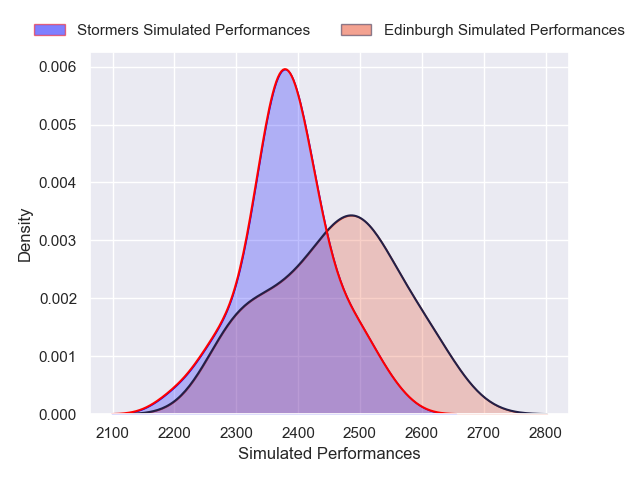 Stormers Simulated Performances Edinburgh Simulated Performances
0.006
0.005
0.004
0.003
0.002
0.001
0.000
Density
2100 2200 2300 2400 2500 2600 2700 2800
Simulated Performances